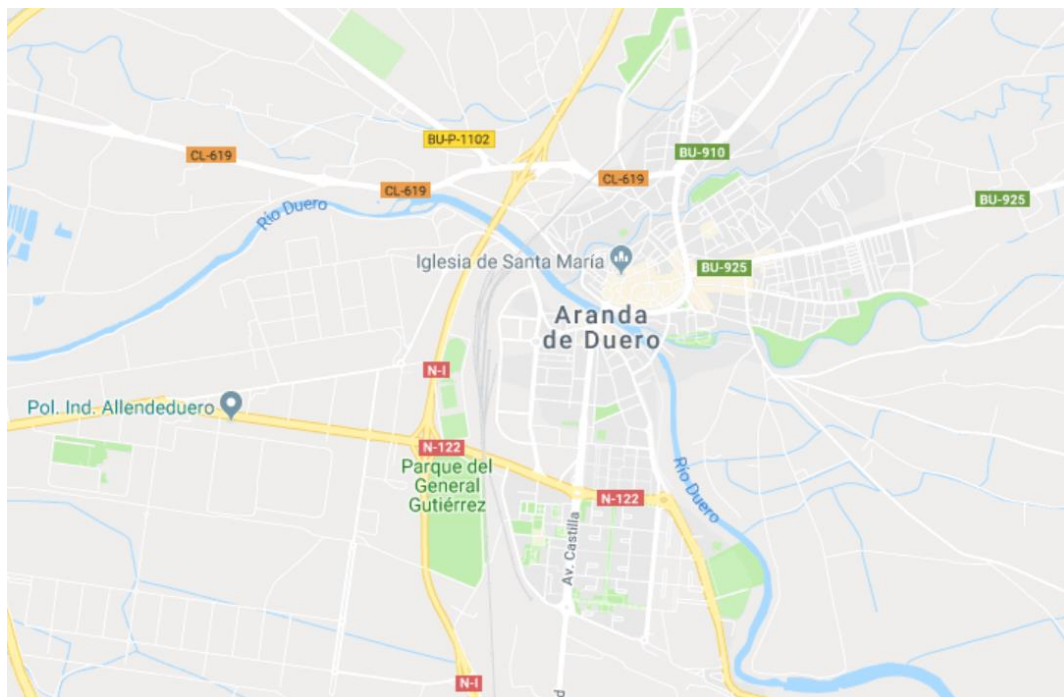 BU-P-1102
CL-619
BU-910
CL-619
CL-619
BU-925
Río Duero
Iglesia de Santa María
BU-925
Aranda
de Duero
N-I
Pol. Ind. Allendeduero
N-122
Parque del
General
Gutiérrez
N-122
Río Duero
Av. Castilla
N-I